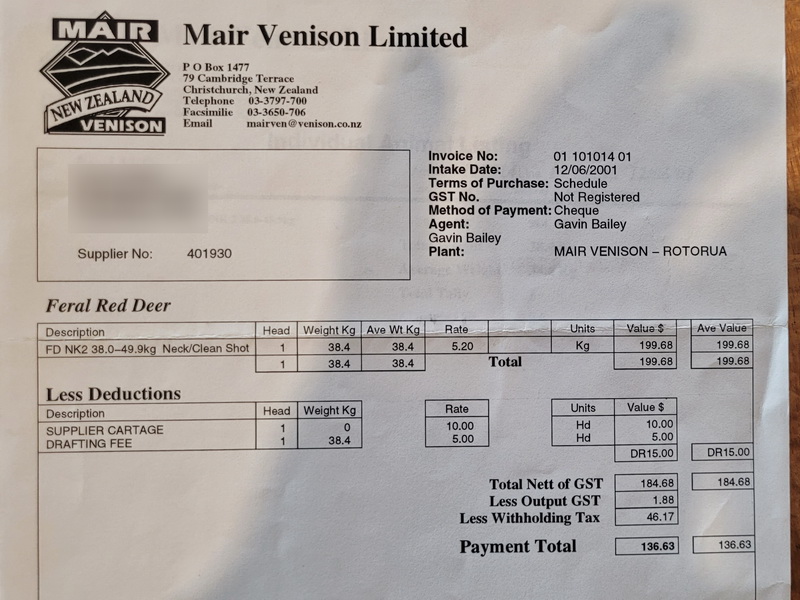 MAIR
NEW ZEALAND
VENISON
Mair Venison Limited
P O Box 1477
79 Cambridge Terrace
Christchurch, New Zealand
Telephone 03-3797-700
Facsimilie 03-3650-706
Email mairven@venison.co.nz
Supplier No: 401930
Invoice No: 01 101014 01
Intake Date: 12/06/2001
Terms of Purchase: Schedule
GST No. Not Registered
Method of Payment: Cheque
Agent: Gavin Bailey
Gavin Bailey
Plant: MAIR VENISON – ROTORUA
Feral Red Deer
Description Head Weight Kg Ave Wt Kg Rate Units Value $ Ave Value
FD NK2 38.0–49.9kg Neck/Clean Shot 1 38.4 38.4 5.20 Kg 199.68 199.68
1 38.4 38.4 Total 199.68 199.68
Less Deductions
Description Head Weight Kg Rate Units Value $
SUPPLIER CARTAGE 1 0 10.00 Hd 10.00
DRAFTING FEE 1 38.4 5.00 Hd 5.00
DR15.00 DR15.00
Total Nett of GST 184.68 184.68
Less Output GST 1.88
Less Withholding Tax 46.17
Payment Total 136.63 136.63